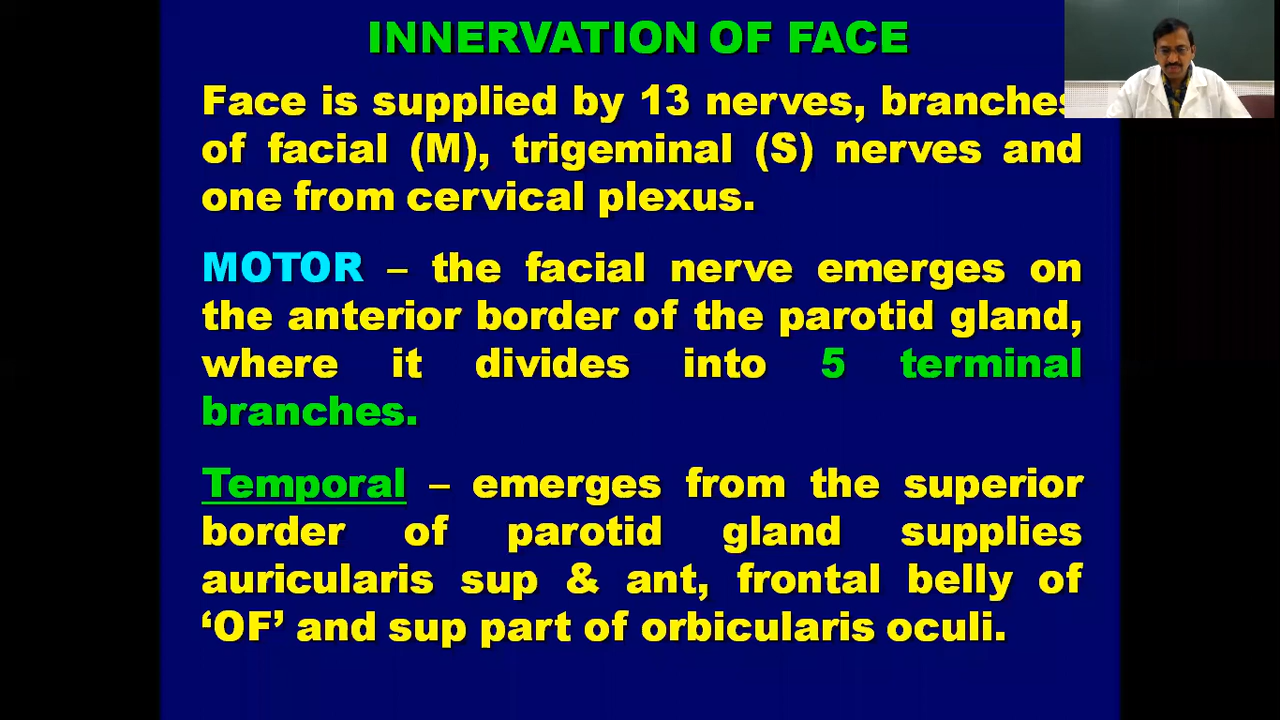 INNERVATION OF FACE
Face is supplied by 13 nerves, branches
of facial (M), trigeminal (S) nerves and
one from cervical plexus.
MOTOR – the facial nerve emerges on
the anterior border of the parotid gland,
where it divides into 5 terminal
branches.
Temporal – emerges from the superior
border of parotid gland supplies
auricularis sup & ant, frontal belly of
‘OF’ and sup part of orbicularis oculi.